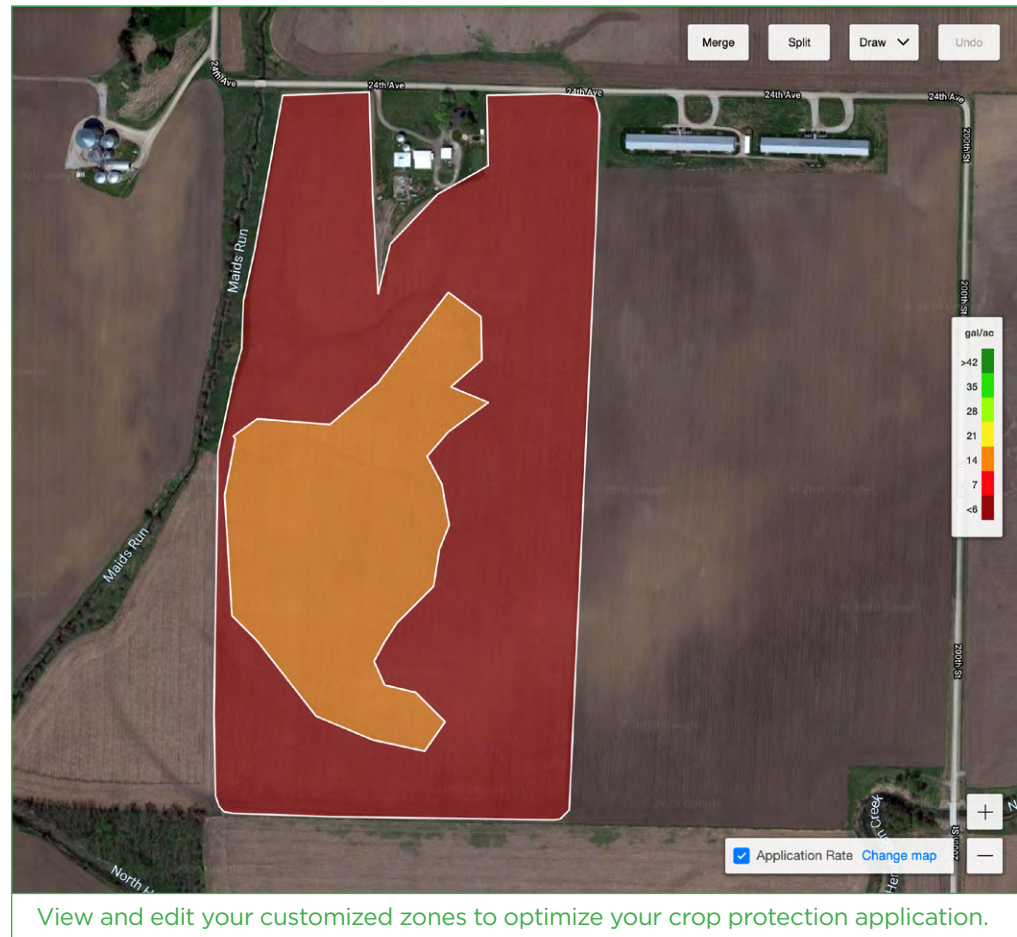 Merge
Split
Draw
Undo
24th Ave
24th Ave
24th Ave
24th Ave
24th Ave
200th St
Maids Run
200th St
gal/ac
>42
35
28
21
14
7
<6
Maids Run
200th St
Application Rate Change map
North H
View and edit your customized zones to optimize your crop protection application.